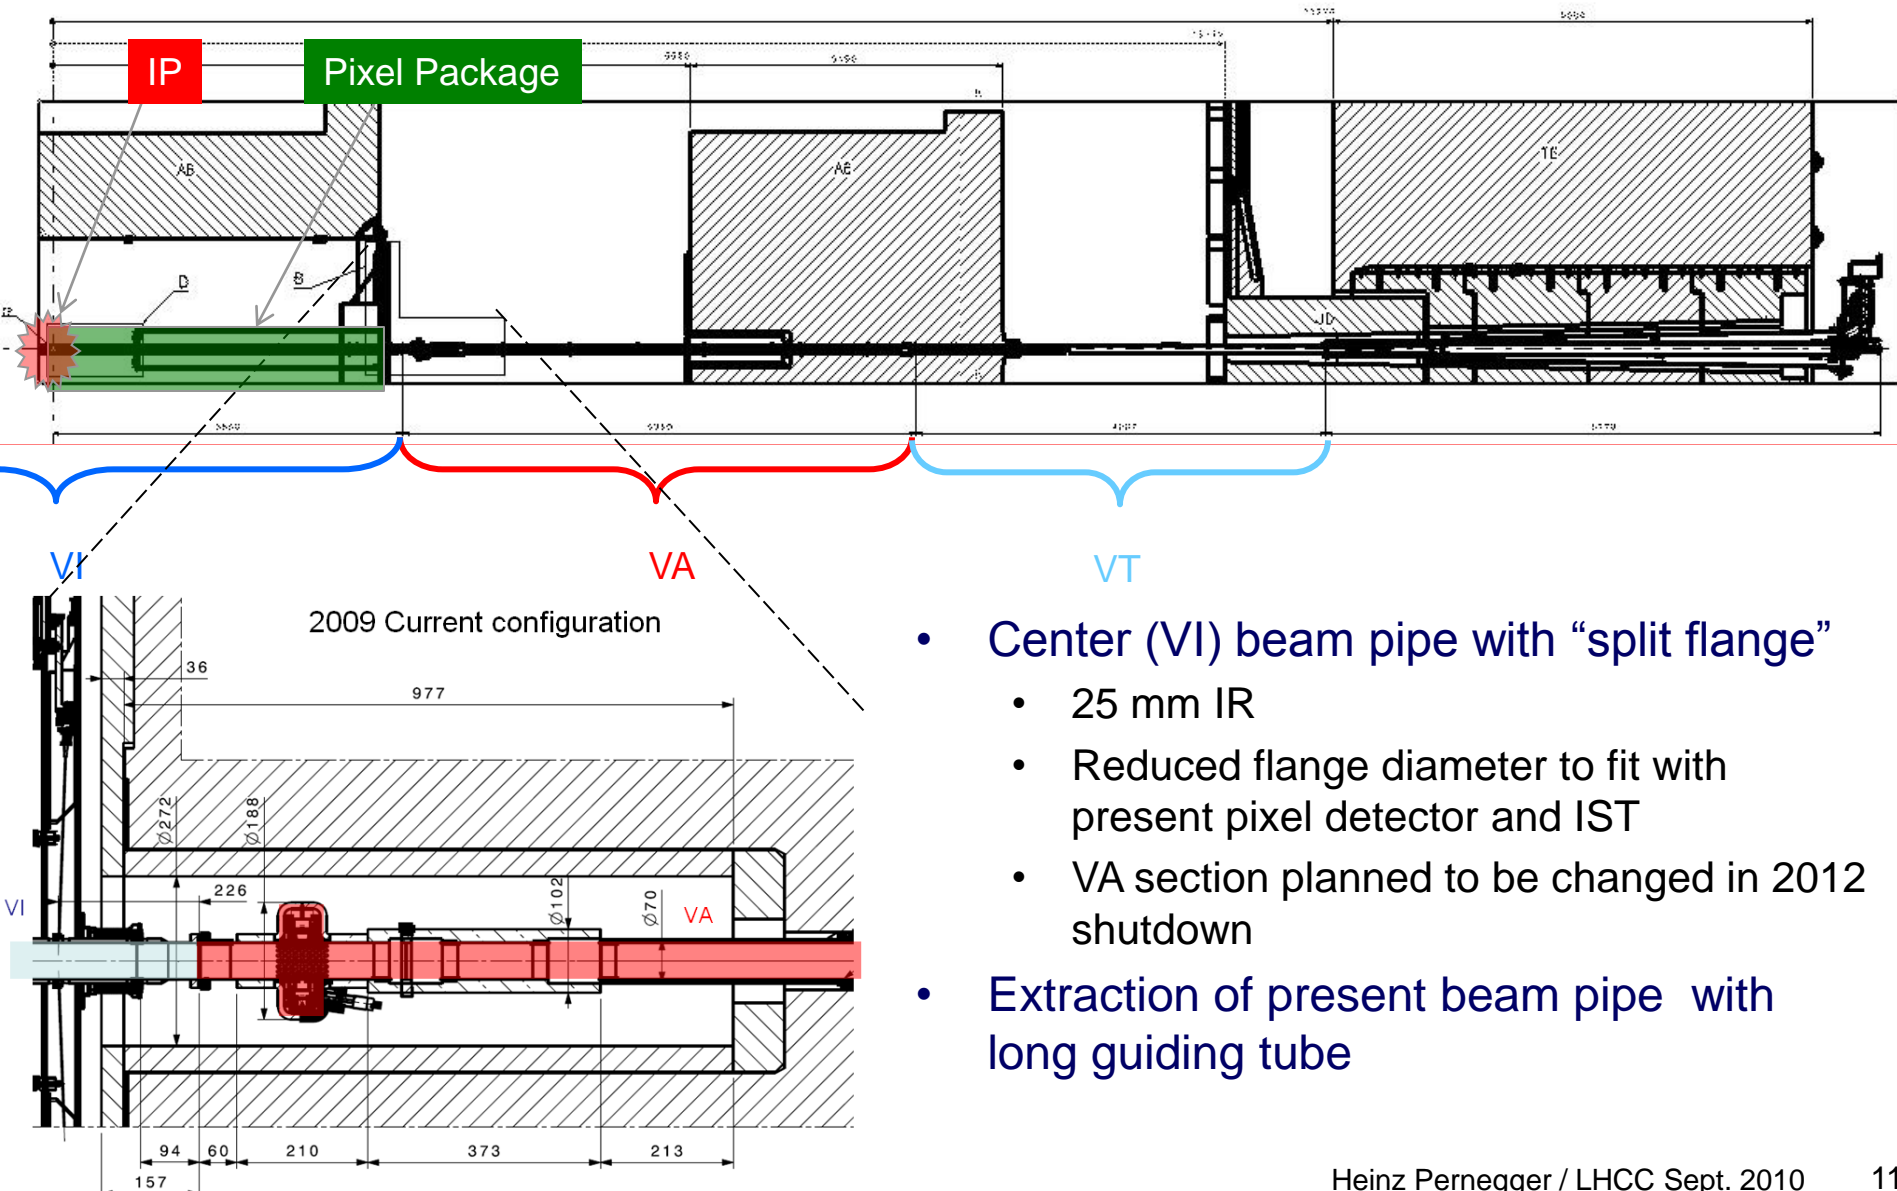 IP
Pixel Package
AB
D
B
VI
VA
VT
2009 Current configuration
36
977
Ø272
Ø188
226
Ø102
Ø70
VI
VA
94
60
210
373
213
157
• Center (VI) beam pipe with “split flange”
• 25 mm IR
• Reduced flange diameter to fit with
present pixel detector and IST
• VA section planned to be changed in 2012
shutdown
• Extraction of present beam pipe with
long guiding tube
Heinz Pernegger / LHCC Sept. 2010
11